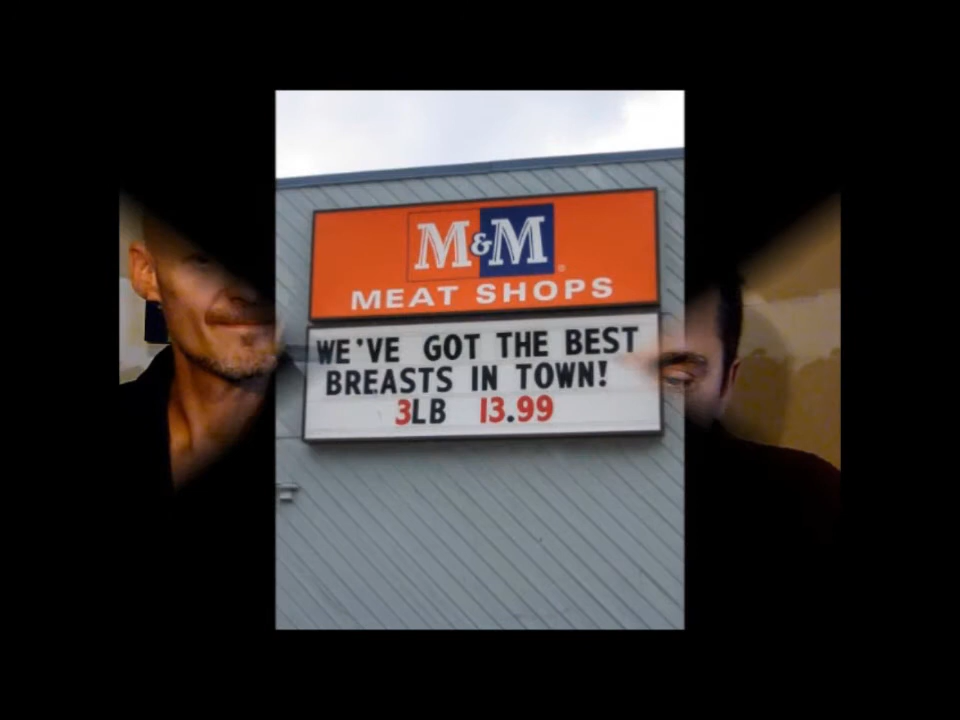 M&M
MEAT SHOPS
WE'VE GOT THE BEST
BREASTS IN TOWN!
3LB 13.99